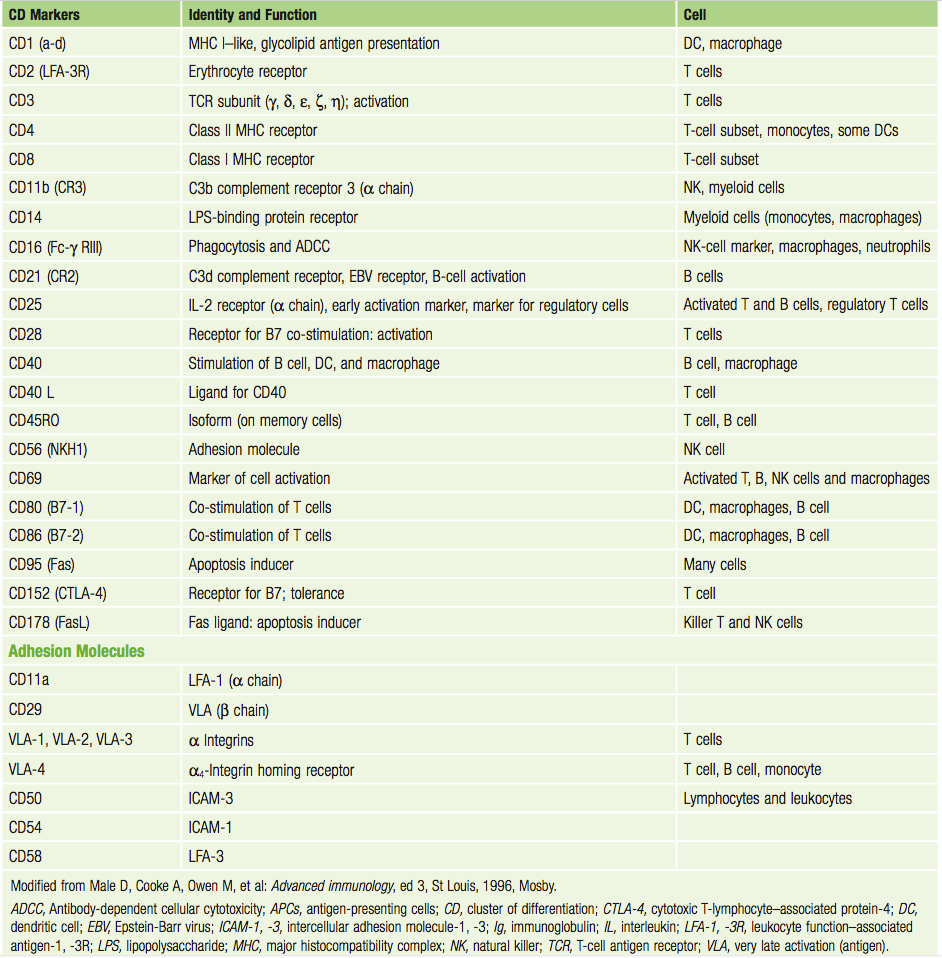 CD Markers Identity and Function Cell
CD1 (a-d) MHC I–like, glycolipid antigen presentation DC, macrophage
CD2 (LFA-3R) Erythrocyte receptor T cells
CD3 TCR subunit (γ, δ, ε, ζ, η); activation T cells
CD4 Class II MHC receptor T-cell subset, monocytes, some DCs
CD8 Class I MHC receptor T-cell subset
CD11b (CR3) C3b complement receptor 3 (α chain) NK, myeloid cells
CD14 LPS-binding protein receptor Myeloid cells (monocytes, macrophages)
CD16 (Fc-γ RIII) Phagocytosis and ADCC NK-cell marker, macrophages, neutrophils
CD21 (CR2) C3d complement receptor, EBV receptor, B-cell activation B cells
CD25 IL-2 receptor (α chain), early activation marker, marker for regulatory cells Activated T and B cells, regulatory T cells
CD28 Receptor for B7 co-stimulation: activation T cells
CD40 Stimulation of B cell, DC, and macrophage B cell, macrophage
CD40 L Ligand for CD40 T cell
CD45RO Isoform (on memory cells) T cell, B cell
CD56 (NKH1) Adhesion molecule NK cell
CD69 Marker of cell activation Activated T, B, NK cells and macrophages
CD80 (B7-1) Co-stimulation of T cells DC, macrophages, B cell
CD86 (B7-2) Co-stimulation of T cells DC, macrophages, B cell
CD95 (Fas) Apoptosis inducer Many cells
CD152 (CTLA-4) Receptor for B7; tolerance T cell
CD178 (FasL) Fas ligand: apoptosis inducer Killer T and NK cells
Adhesion Molecules
CD11a LFA-1 (α chain)
CD29 VLA (β chain)
VLA-1, VLA-2, VLA-3 α Integrins T cells
VLA-4 α₄-Integrin homing receptor T cell, B cell, monocyte
CD50 ICAM-3 Lymphocytes and leukocytes
CD54 ICAM-1
CD58 LFA-3
Modified from Male D, Cooke A, Owen M, et al: Advanced immunology, ed 3, St Louis, 1996, Mosby.
ADCC, Antibody-dependent cellular cytotoxicity; APCs, antigen-presenting cells; CD, cluster of differentiation; CTLA-4, cytotoxic T-lymphocyte–associated protein-4; DC,
dendritic cell; EBV, Epstein-Barr virus; ICAM-1, -3, intercellular adhesion molecule-1, -3; Ig, immunoglobulin; IL, interleukin; LFA-1, -3R, leukocyte function–associated
antigen-1, -3R; LPS, lipopolysaccharide; MHC, major histocompatibility complex; NK, natural killer; TCR, T-cell antigen receptor; VLA, very late activation (antigen).